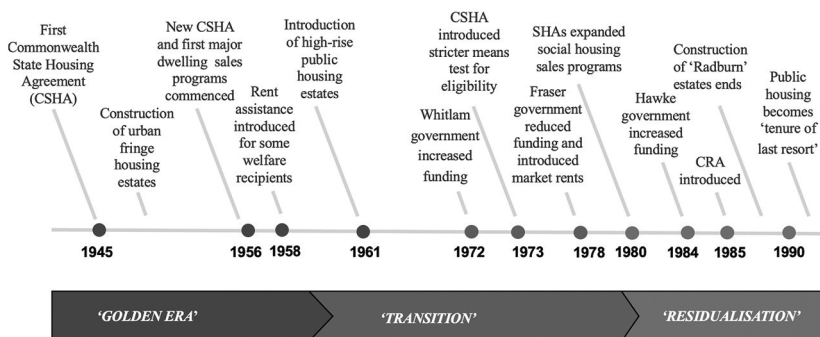 First
Commonwealth
State Housing
Agreement
(CSHA)
Construction
of urban
fringe
housing
estates
New CSHA
and first major
dwelling sales
programs
commenced
Rent
assistance
introduced
for some
welfare
recipients
Introduction
of high-rise
public
housing
estates
Whitlam
government
increased
funding
CSHA
introduced
stricter means
test for
eligibility
Fraser
government
reduced
funding and
introduced
market rents
SHAs expanded
social housing
sales programs
Hawke
government
increased
funding
CRA
introduced
Construction
of ‘Radburn’
estates ends
Public
housing
becomes
‘tenure of
last resort’
1945
1956
1958
1961
1972
1973
1978
1980
1984
1985
1990
‘GOLDEN ERA’
‘TRANSITION’
‘RESIDUALISATION’